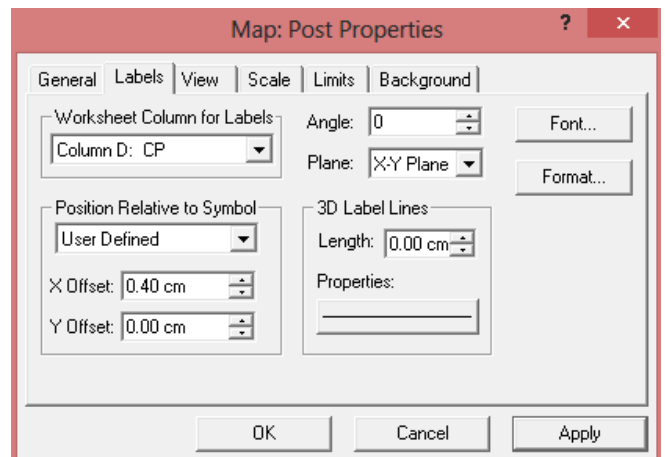 Map: Post Properties ? ×
General Labels View Scale Limits Background
Worksheet Column for Labels
Column D: CP
Angle: 0
Plane: X-Y Plane
Font...
Format...
Position Relative to Symbol
User Defined
X Offset: 0.40 cm
Y Offset: 0.00 cm
3D Label Lines
Length: 0.00 cm
Properties:
OK Cancel Apply